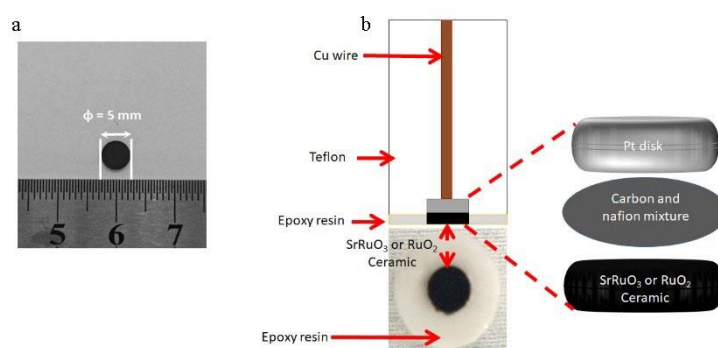 a
ϕ = 5 mm
5 6 7
b
Cu wire
Teflon
Epoxy resin
SrRuO₃ or RuO₂
Ceramic
Epoxy resin
Pt disk
Carbon and
nafion mixture
SrRuO₃ or RuO₂
Ceramic